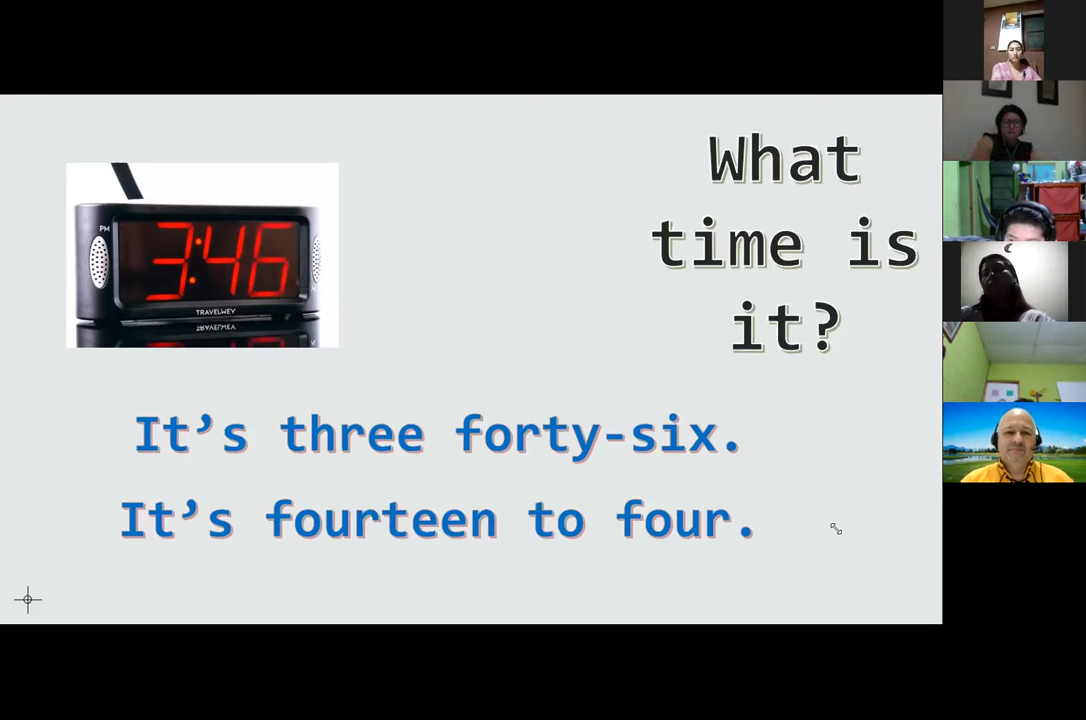 What
time is
it?
PM
3:46
TRAVELWEY
It’s three forty-six.
It’s fourteen to four.